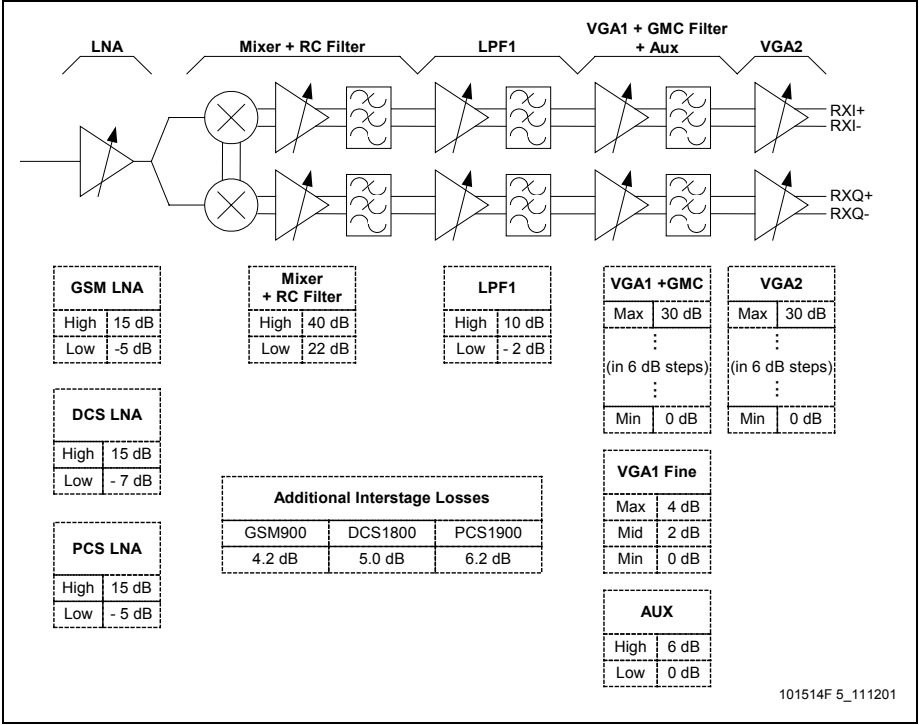 LNA
Mixer + RC Filter
LPF1
VGA1 + GMC Filter
+ Aux
VGA2
RXI+
RXI-
RXQ+
RXQ-
GSM LNA
High 15 dB
Low -5 dB
Mixer
+ RC Filter
High 40 dB
Low 22 dB
LPF1
High 10 dB
Low - 2 dB
VGA1 +GMC
Max 30 dB
(in 6 dB steps)
Min 0 dB
VGA2
Max 30 dB
(in 6 dB steps)
Min 0 dB
DCS LNA
High 15 dB
Low - 7 dB
Additional Interstage Losses
GSM900 DCS1800 PCS1900
4.2 dB 5.0 dB 6.2 dB
VGA1 Fine
Max 4 dB
Mid 2 dB
Min 0 dB
PCS LNA
High 15 dB
Low - 5 dB
AUX
High 6 dB
Low 0 dB
101514F 5_111201